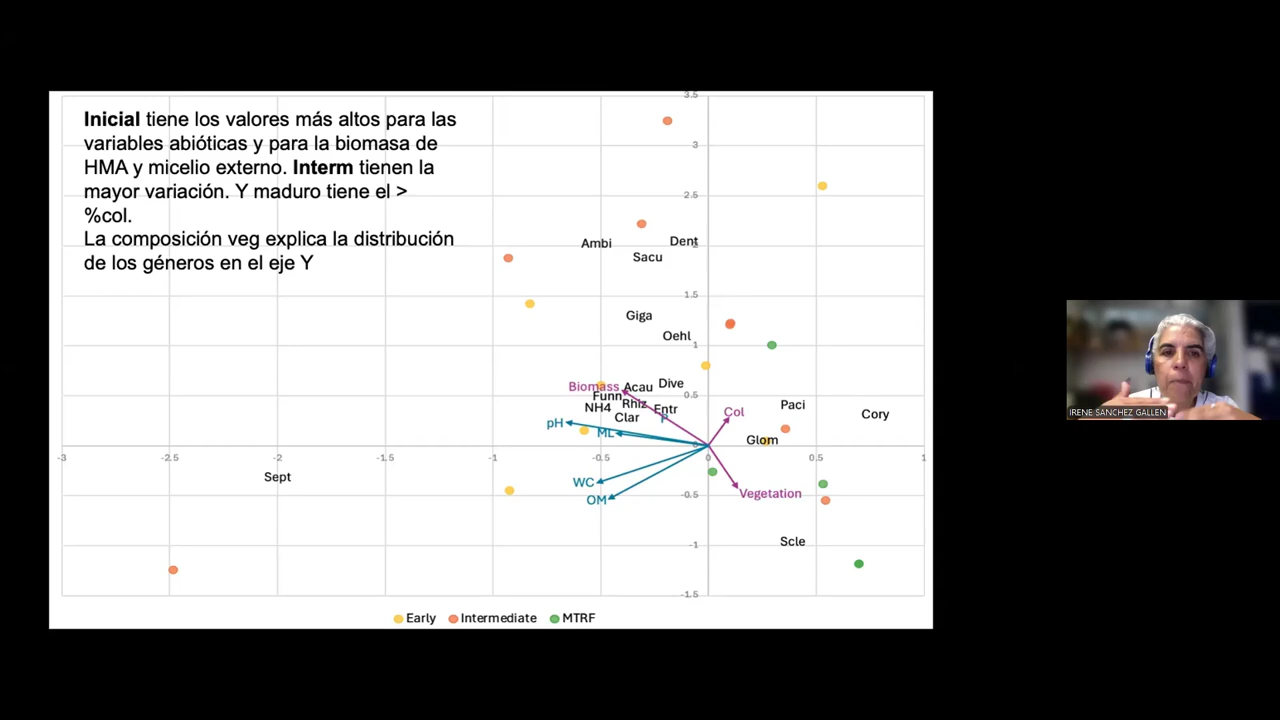 Inicial tiene los valores más altos para las
variables abióticas y para la biomasa de
HMA y micelio externo. Interm tienen la
mayor variación. Y maduro tiene el >
%col.
La composición veg explica la distribución
de los géneros en el eje Y
3.5
3
2.5
2
1.5
1
0.5
0
-0.5
-1
-1.5
-3
-2.5
-2
-1.5
-1
-0.5
0
0.5
1
Ambi
Dent
Sacu
Giga
Oehl
Biomass
Acau
Dive
Funn
NH4
Rhiz
Entr
Clar
P
pH
ML
Col
Paci
Cory
Glom
Sept
WC
OM
Vegetation
Scle
Early
Intermediate
MTRF
IRENE SANCHEZ GALLEN